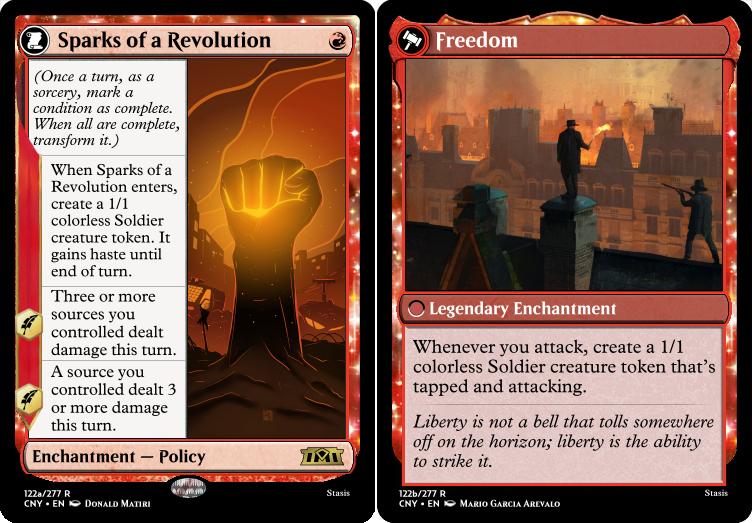 Sparks of a Revolution
(Once a turn, as a
sorcery, mark a
condition as complete.
When all are complete,
transform it.)
When Sparks of a
Revolution enters,
create a 1/1
colorless Soldier
creature token. It
gains haste until
end of turn.
Three or more
sources you
controlled dealt
damage this turn.
A source you
controlled dealt 3
or more damage
this turn.
Enchantment — Policy
122a/277 R
CNY • EN Donald Matiri
Stasis
Freedom
Legendary Enchantment
Whenever you attack, create a 1/1
colorless Soldier creature token that's
tapped and attacking.
Liberty is not a bell that tolls somewhere
off on the horizon; liberty is the ability
to strike it.
122b/277 R
CNY • EN Mario Garcia Arevalo
Stasis